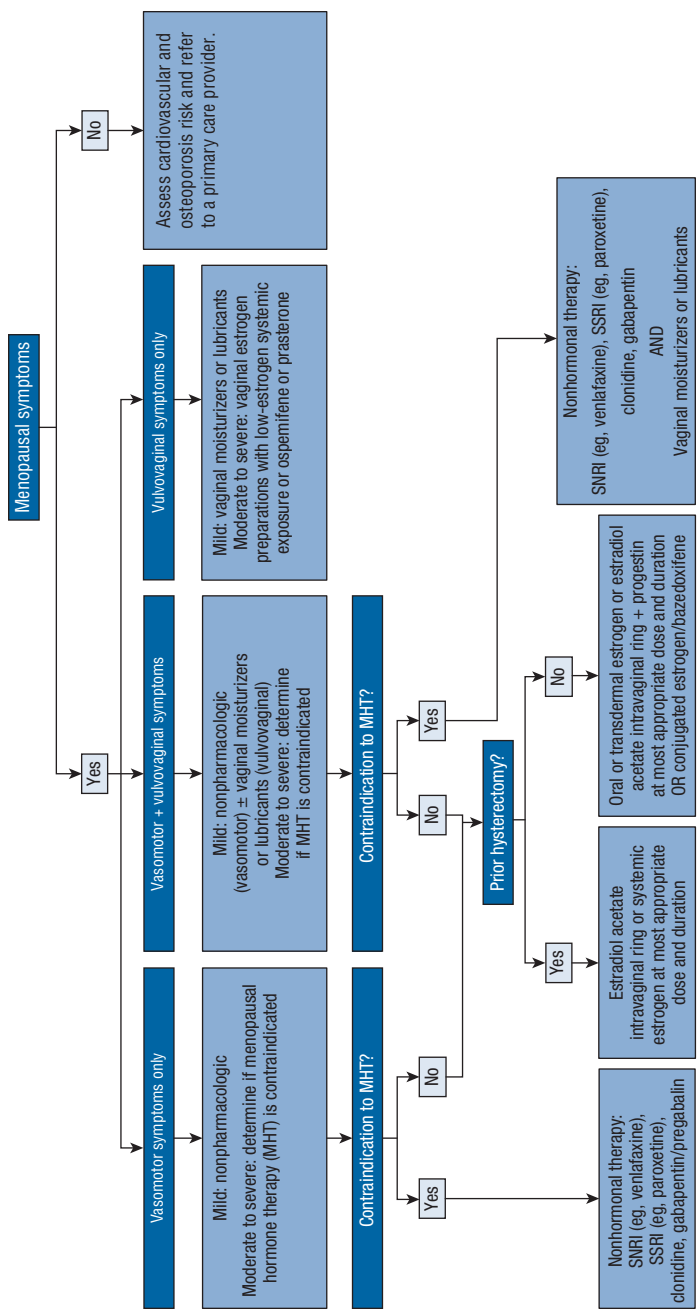 Menopausal symptoms
Yes
No
Vasomotor symptoms only
Vasomotor + vulvovaginal symptoms
Vulvovaginal symptoms only
Assess cardiovascular and
osteoporosis risk and refer
to a primary care provider.
Mild: nonpharmacologic
Moderate to severe: determine if menopausal
hormone therapy (MHT) is contraindicated
Mild: nonpharmacologic
(vasomotor) ± vaginal moisturizers
or lubricants (vulvovaginal)
Moderate to severe: determine
if MHT is contraindicated
Mild: vaginal moisturizers or lubricants
Moderate to severe: vaginal estrogen
preparations with low-estrogen systemic
exposure or ospemifene or prasterone
Contraindication to MHT?
Contraindication to MHT?
Yes
No
No
Yes
Prior hysterectomy?
Yes
No
Nonhormonal therapy:
SNRI (eg, venlafaxine),
SSRI (eg, paroxetine),
clonidine, gabapentin/pregabalin
Estradiol acetate
intravaginal ring or systemic
estrogen at most appropriate
dose and duration
Oral or transdermal estrogen or estradiol
acetate intravaginal ring + progestin
at most appropriate dose and duration
OR conjugated estrogen/bazedoxifene
Nonhormonal therapy:
SNRI (eg, venlafaxine), SSRI (eg, paroxetine),
clonidine, gabapentin
AND
Vaginal moisturizers or lubricants